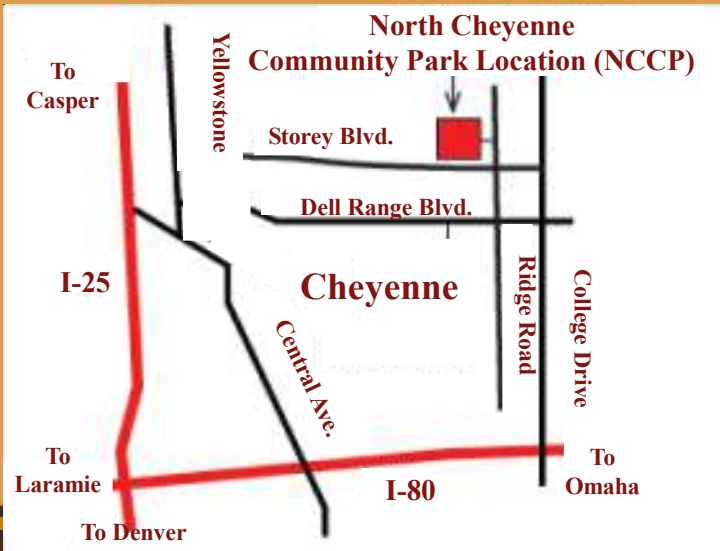 North Cheyenne
Community Park Location (NCCP)
To
Casper
Yellowstone
Storey Blvd.
Dell Range Blvd.
I-25
Cheyenne
Ridge Road
College Drive
Central Ave.
To
Laramie
I-80
To
Omaha
To Denver